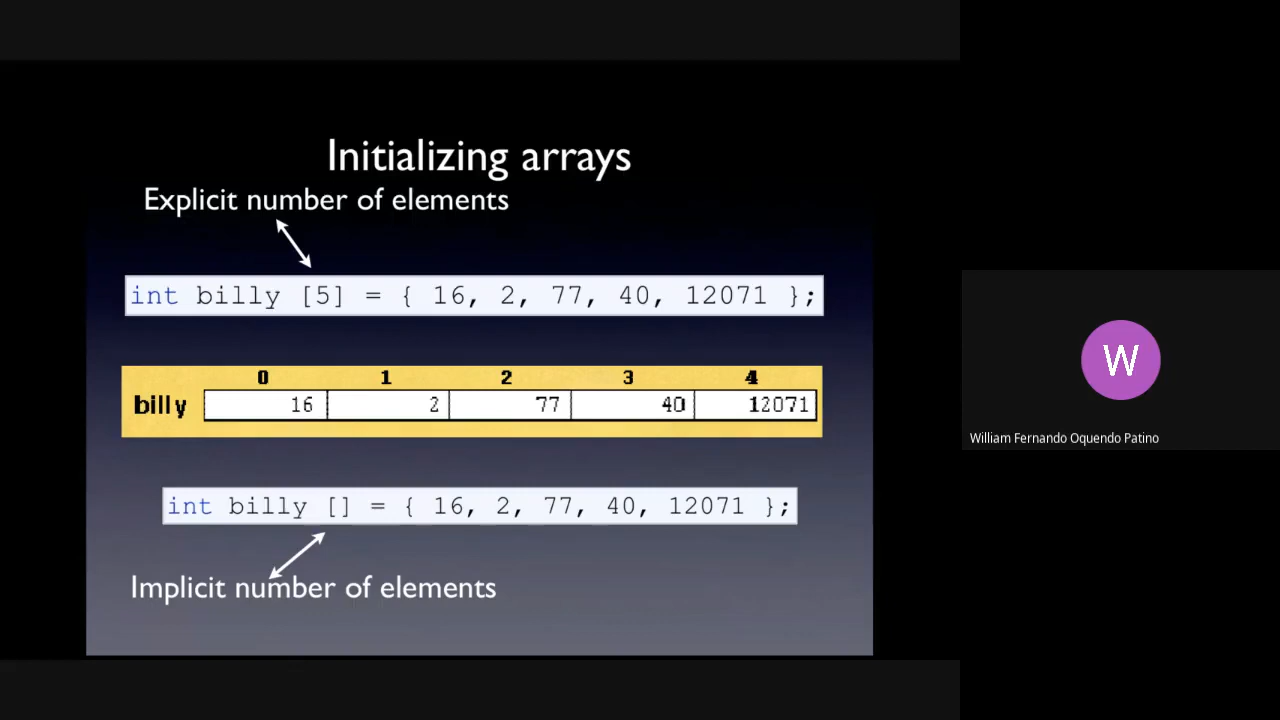 Initializing arrays
Explicit number of elements
int billy [5] = { 16, 2, 77, 40, 12071 };
0 1 2 3 4
billy 16 2 77 40 12071
int billy [] = { 16, 2, 77, 40, 12071 };
Implicit number of elements
W
William Fernando Oquendo Patino